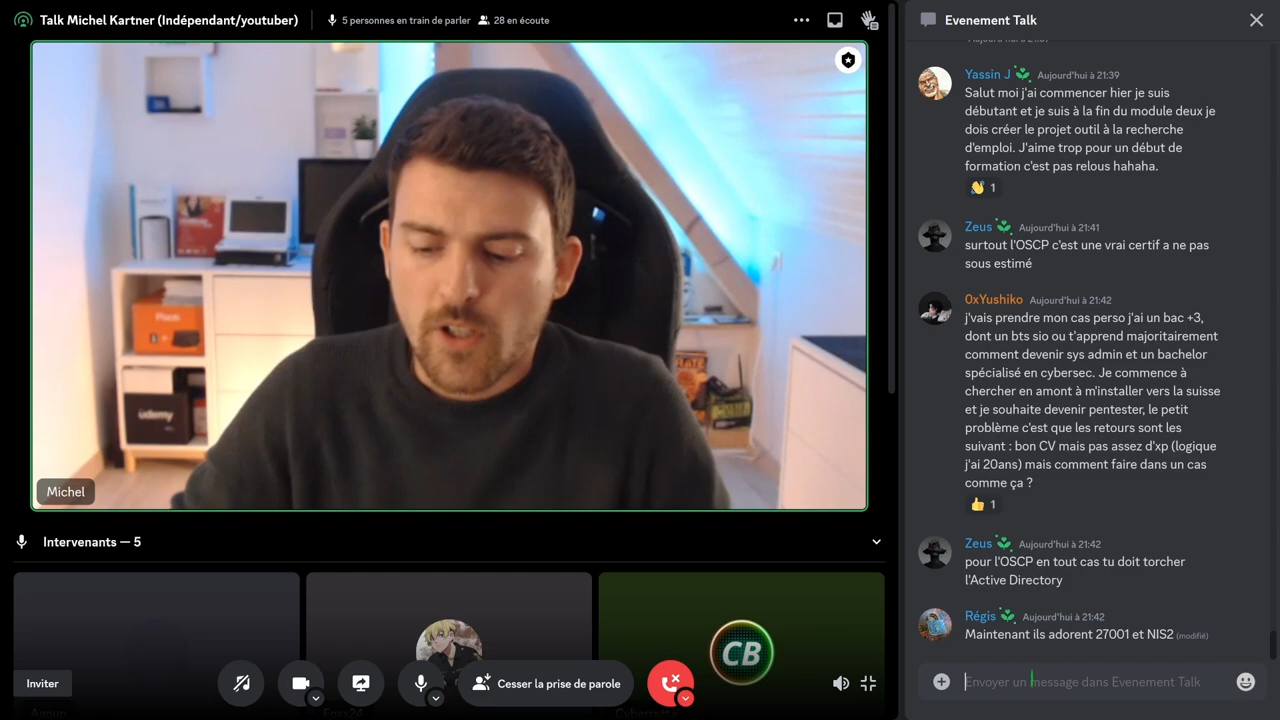 Talk Michel Kartner (Indépendant/youtuber)
5 personnes en train de parler
28 en écoute
Evenement Talk
Yassin J Aujourd'hui à 21:39
Salut moi j'ai commencer hier je suis
débutant et je suis à la fin du module deux je
dois créer le projet outil à la recherche
d'emploi. J'aime trop pour un début de
formation c'est pas relous hahaha.
1
Zeus Aujourd'hui à 21:41
surtout l'OSCP c'est une vrai certif a ne pas
sous estimé
0xYushiko Aujourd'hui à 21:42
j'vais prendre mon cas perso j'ai un bac +3,
dont un bts sio ou t'apprend majoritairement
comment devenir sys admin et un bachelor
spécialisé en cybersec. Je commence à
chercher en amont à m'installer vers la suisse
et je souhaite devenir pentester, le petit
problème c'est que les retours sont les
suivant : bon CV mais pas assez d'xp (logique
j'ai 20ans) mais comment faire dans un cas
comme ça ?
1
Zeus Aujourd'hui à 21:42
pour l'OSCP en tout cas tu doit torcher
l'Active Directory
Régis Aujourd'hui à 21:42
Maintenant ils adorent 27001 et NIS2 (modifié)
Envoyer un message dans Evenement Talk
udemy
Michel
Intervenants — 5
CB
Inviter
Cesser la prise de parole